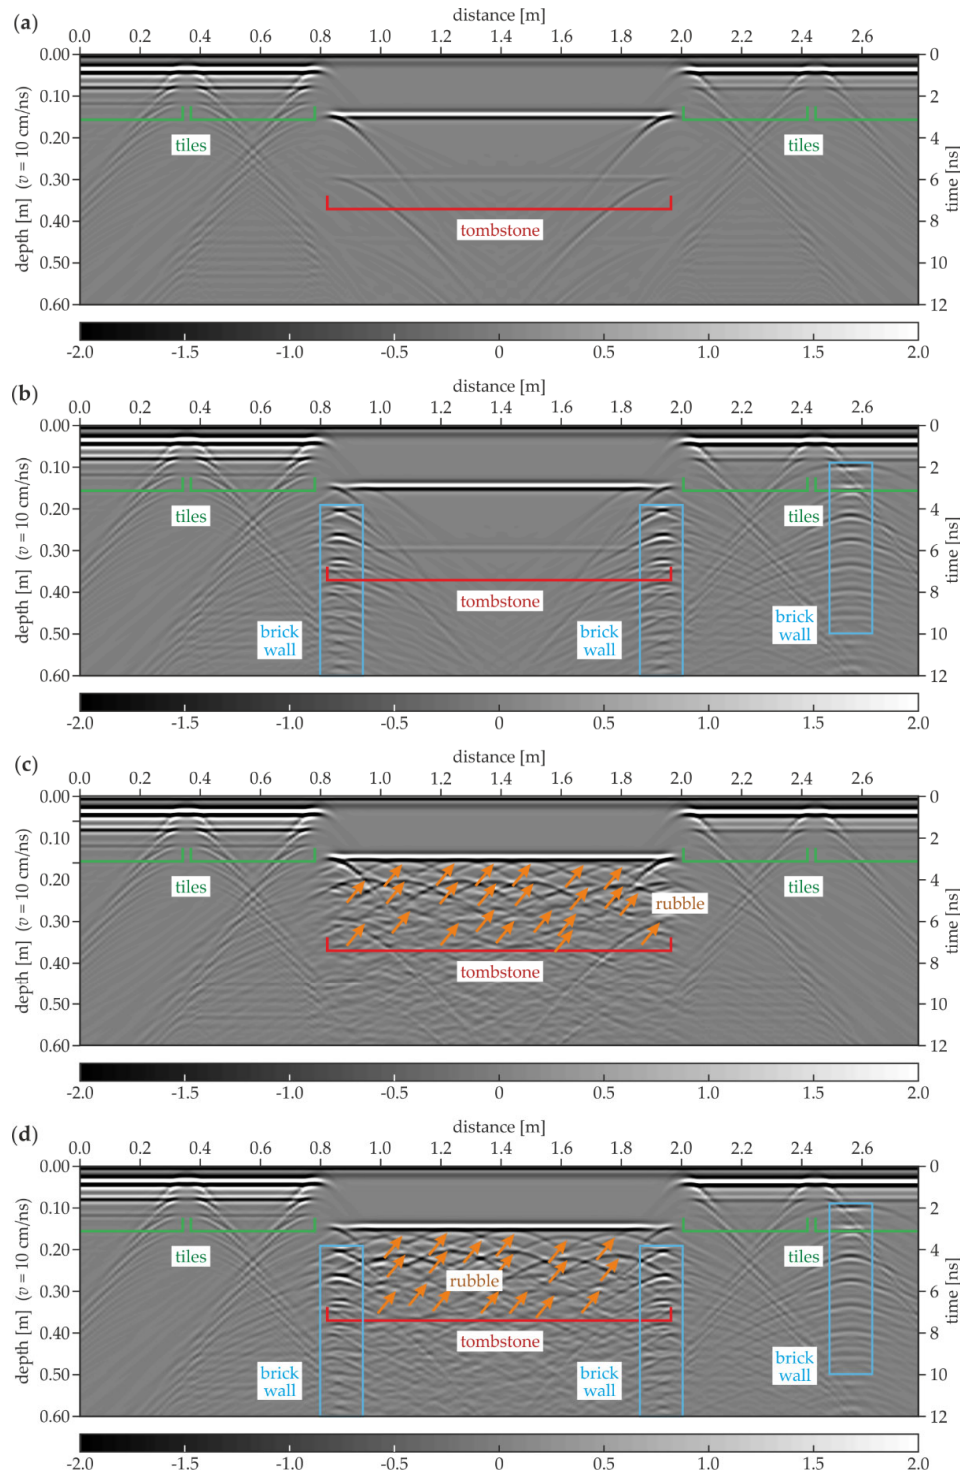 (a)
distance [m]
0.0 0.2 0.4 0.6 0.8 1.0 1.2 1.4 1.6 1.8 2.0 2.2 2.4 2.6
depth [m] (v = 10 cm/ns)
0.00
0.10
0.20
0.30
0.40
0.50
0.60
tiles
tombstone
tiles
0
2
4
6
8
10
12
time [ns]
-2.0 -1.5 -1.0 -0.5 0 0.5 1.0 1.5 2.0
(b)
distance [m]
0.0 0.2 0.4 0.6 0.8 1.0 1.2 1.4 1.6 1.8 2.0 2.2 2.4 2.6
depth [m] (v = 10 cm/ns)
0.00
0.10
0.20
0.30
0.40
0.50
0.60
tiles
tiles
tombstone
brick
wall
brick
wall
brick
wall
0
2
4
6
8
10
12
time [ns]
-2.0 -1.5 -1.0 -0.5 0 0.5 1.0 1.5 2.0
(c)
distance [m]
0.0 0.2 0.4 0.6 0.8 1.0 1.2 1.4 1.6 1.8 2.0 2.2 2.4 2.6
depth [m] (v = 10 cm/ns)
0.00
0.10
0.20
0.30
0.40
0.50
0.60
tiles
tiles
rubble
tombstone
0
2
4
6
8
10
12
time [ns]
-2.0 -1.5 -1.0 -0.5 0 0.5 1.0 1.5 2.0
(d)
distance [m]
0.0 0.2 0.4 0.6 0.8 1.0 1.2 1.4 1.6 1.8 2.0 2.2 2.4 2.6
depth [m] (v = 10 cm/ns)
0.00
0.10
0.20
0.30
0.40
0.50
0.60
tiles
tiles
rubble
tombstone
brick
wall
brick
wall
brick
wall
0
2
4
6
8
10
12
time [ns]
-2.0 -1.5 -1.0 -0.5 0 0.5 1.0 1.5 2.0